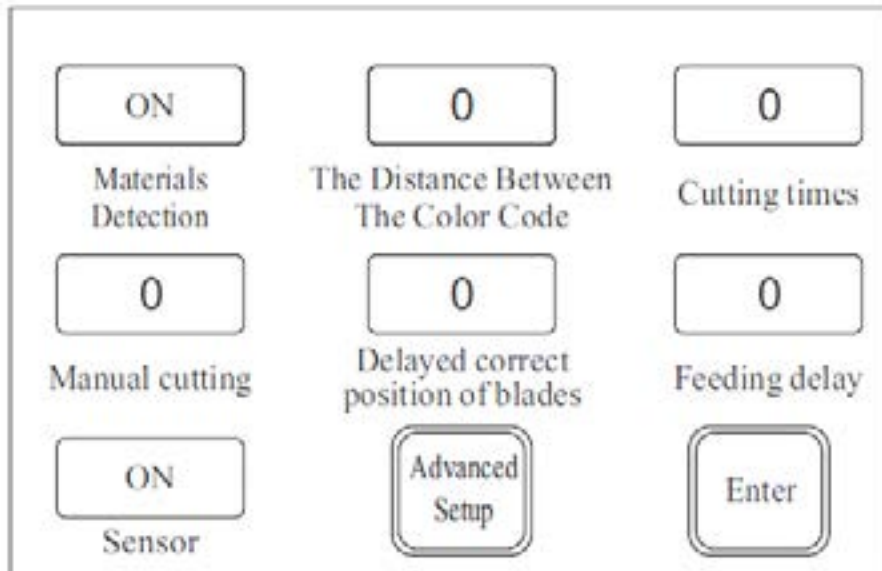 ON
0
0
Materials
Detection
The Distance Between
The Color Code
Cutting times
0
0
0
Manual cutting
Delayed correct
position of blades
Feeding delay
ON
Sensor
Advanced
Setup
Enter